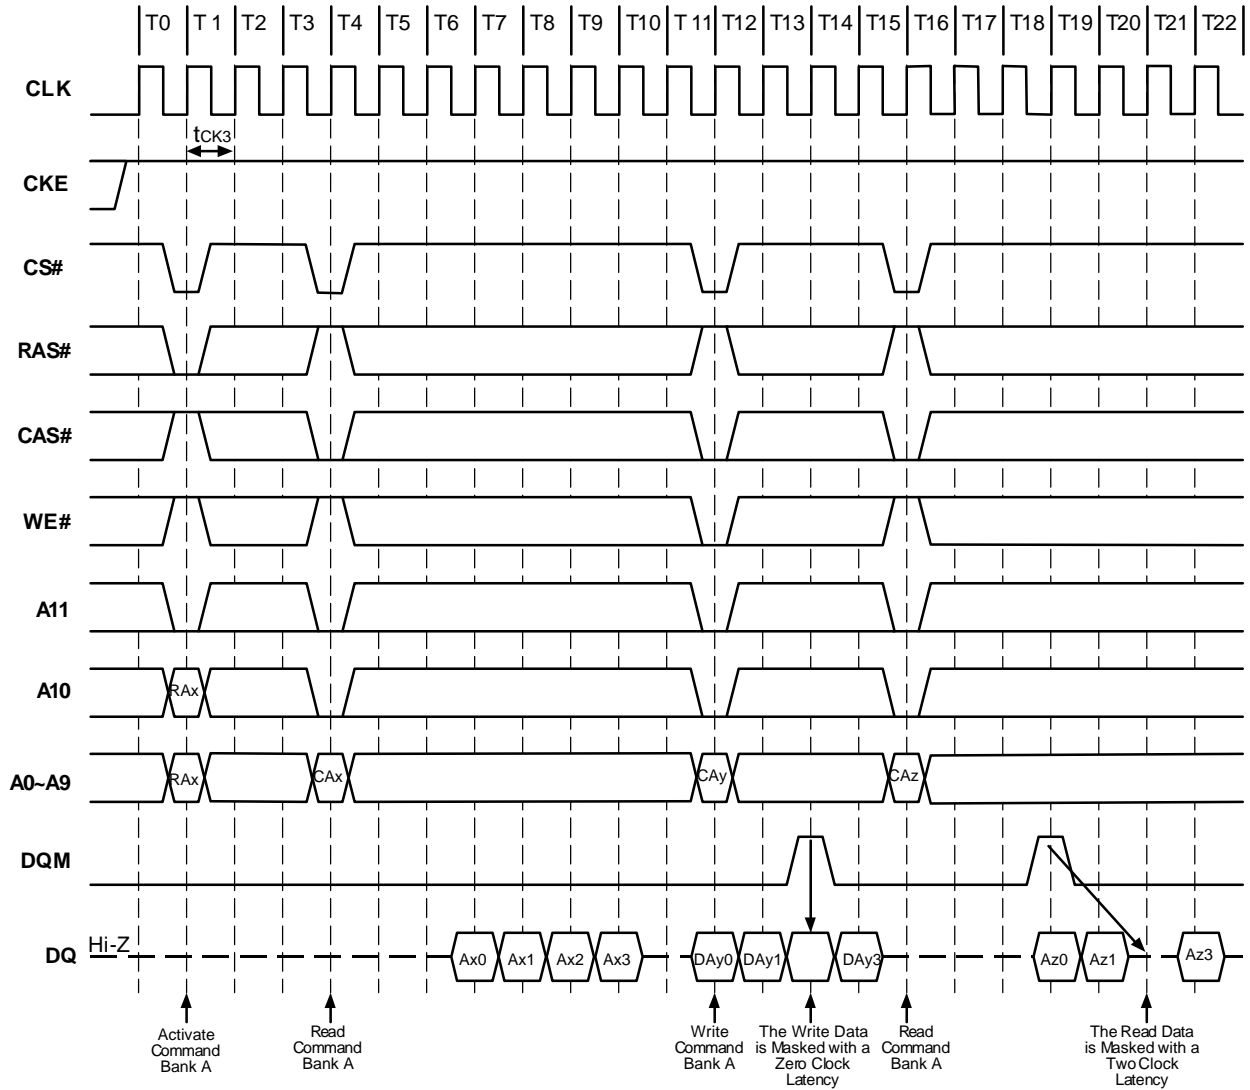 T0 T 1 T2 T3 T4 T5 T6 T7 T8 T9 T10 T 11 T12 T13 T14 T15 T16 T17 T18 T19 T20 T21 T22
CLK
tCK3
CKE
CS#
RAS#
CAS#
WE#
A11
A10 RAx
A0~A9 RAx CAx CAy CAz
DQM
DQ Hi-Z Ax0 Ax1 Ax2 Ax3 DAy0 DAy1 DAy3 Az0 Az1 Az3
Activate
Command
Bank A
Read
Command
Bank A
Write
Command
Bank A
The Write Data
is Masked with a
Zero Clock
Latency
Read
Command
Bank A
The Read Data
is Masked with a
Two Clock
Latency